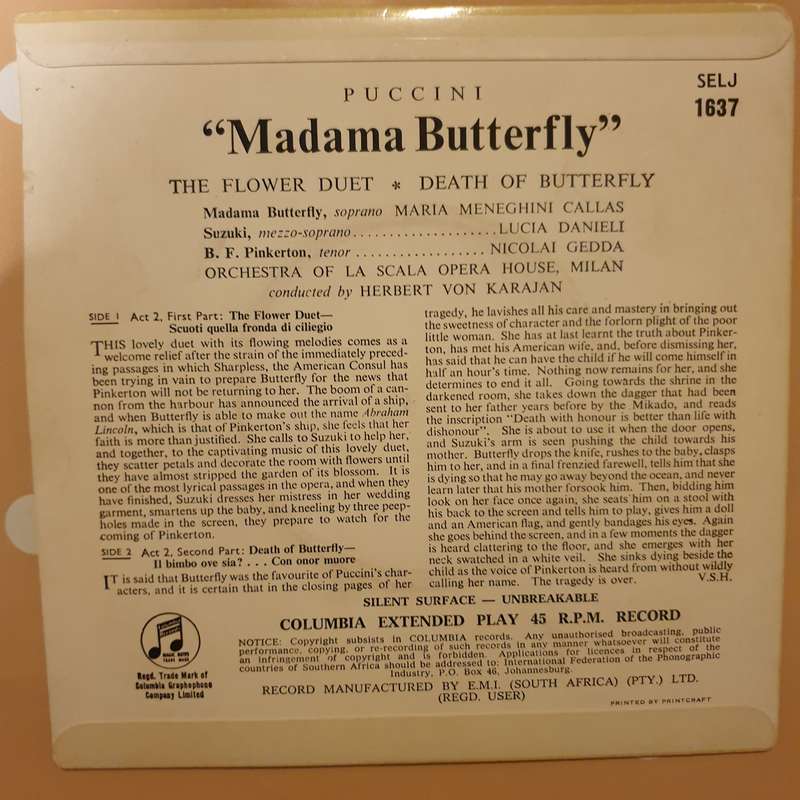 SELJ
1637
PUCCINI
“Madama Butterfly”
THE FLOWER DUET * DEATH OF BUTTERFLY
Madama Butterfly, soprano MARIA MENEGHINI CALLAS
Suzuki, mezzo-soprano....................LUCIA DANIELI
B. F. Pinkerton, tenor ..................NICOLAI GEDDA
ORCHESTRA OF LA SCALA OPERA HOUSE, MILAN
conducted by HERBERT VON KARAJAN
SIDE 1 Act 2, First Part: The Flower Duet—
Scuoti quella fronda di ciliegio
THIS lovely duet with its flowing melodies comes as a
welcome relief after the strain of the immediately preced-
ing passages in which Sharpless, the American Consul has
been trying in vain to prepare Butterfly for the news that
Pinkerton will not be returning to her. The boom of a can-
non from the harbour has announced the arrival of a ship,
and when Butterfly is able to make out the name Abraham
Lincoln, which is that of Pinkerton's ship, she feels that her
faith is more than justified. She calls to Suzuki to help her,
and together, to the captivating music of this lovely duet,
they scatter petals and decorate the room with flowers until
they have almost stripped the garden of its blossom. It is
one of the most lyrical passages in the opera, and when they
have finished, Suzuki dresses her mistress in her wedding
garment, smartens up the baby, and kneeling by three peep-
holes made in the screen, they prepare to watch for the
coming of Pinkerton.
SIDE 2 Act 2, Second Part: Death of Butterfly—
Il bimbo ove sia? . . . Con onor muore
IT is said that Butterfly was the favourite of Puccini's char-
acters, and it is certain that in the closing pages of her
tragedy, he lavishes all his care and mastery in bringing out
the sweetness of character and the forlorn plight of the poor
little woman. She has at last learnt the truth about Pinker-
ton, has met his American wife, and, before dismissing her,
has said that he can have the child if he will come himself in
half an hour's time. Nothing now remains for her, and she
determines to end it all. Going towards the shrine in the
darkened room, she takes down the dagger that had been
sent to her father years before by the Mikado, and reads
the inscription “Death with honour is better than life with
dishonour”. She is about to use it when the door opens,
and Suzuki's arm is seen pushing the child towards his
mother. Butterfly drops the knife, rushes to the baby, clasps
him to her, and in a final frenzied farewell, tells him that she
is dying so that he may go away beyond the ocean, and never
learn later that his mother forsook him. Then, bidding him
look on her face once again, she seats him on a stool with
his back to the screen and tells him to play, gives him a doll
and an American flag, and gently bandages his eyes. Again
she goes behind the screen, and in a few moments the dagger
is heard clattering to the floor, and she emerges with her
neck swatched in a white veil. She sinks dying beside the
child as the voice of Pinkerton is heard from without wildly
calling her name. The tragedy is over. V.S.H.
SILENT SURFACE — UNBREAKABLE
COLUMBIA EXTENDED PLAY 45 R.P.M. RECORD
NOTICE: Copyright subsists in COLUMBIA records. Any unauthorised broadcasting, public
performance, copying, or re-recording of such records in any manner whatsoever will constitute
an infringement of copyright and is forbidden. Applications for licences in respect of the
countries of Southern Africa should be addressed to: International Federation of the Phonographic
Industry, P.O. Box 46, Johannesburg.
MAGIC NOTES
TRADE MARK
Regd. Trade Mark of
Columbia Graphophone
Company Limited
RECORD MANUFACTURED BY E.M.I. (SOUTH AFRICA) (PTY.) LTD.
(REGD. USER)
PRINTED BY PRINTCRAFT